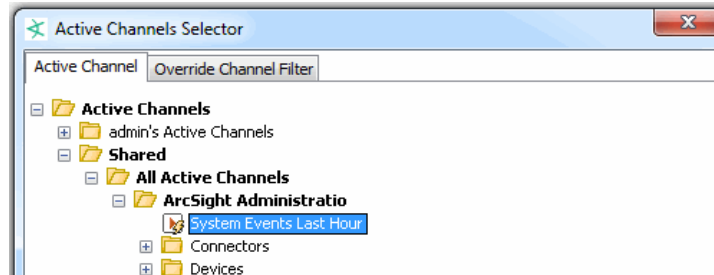 Active Channels Selector
Active Channel Override Channel Filter
Active Channels
admin's Active Channels
Shared
All Active Channels
ArcSight Administratio
System Events Last Hour
Connectors
Devices